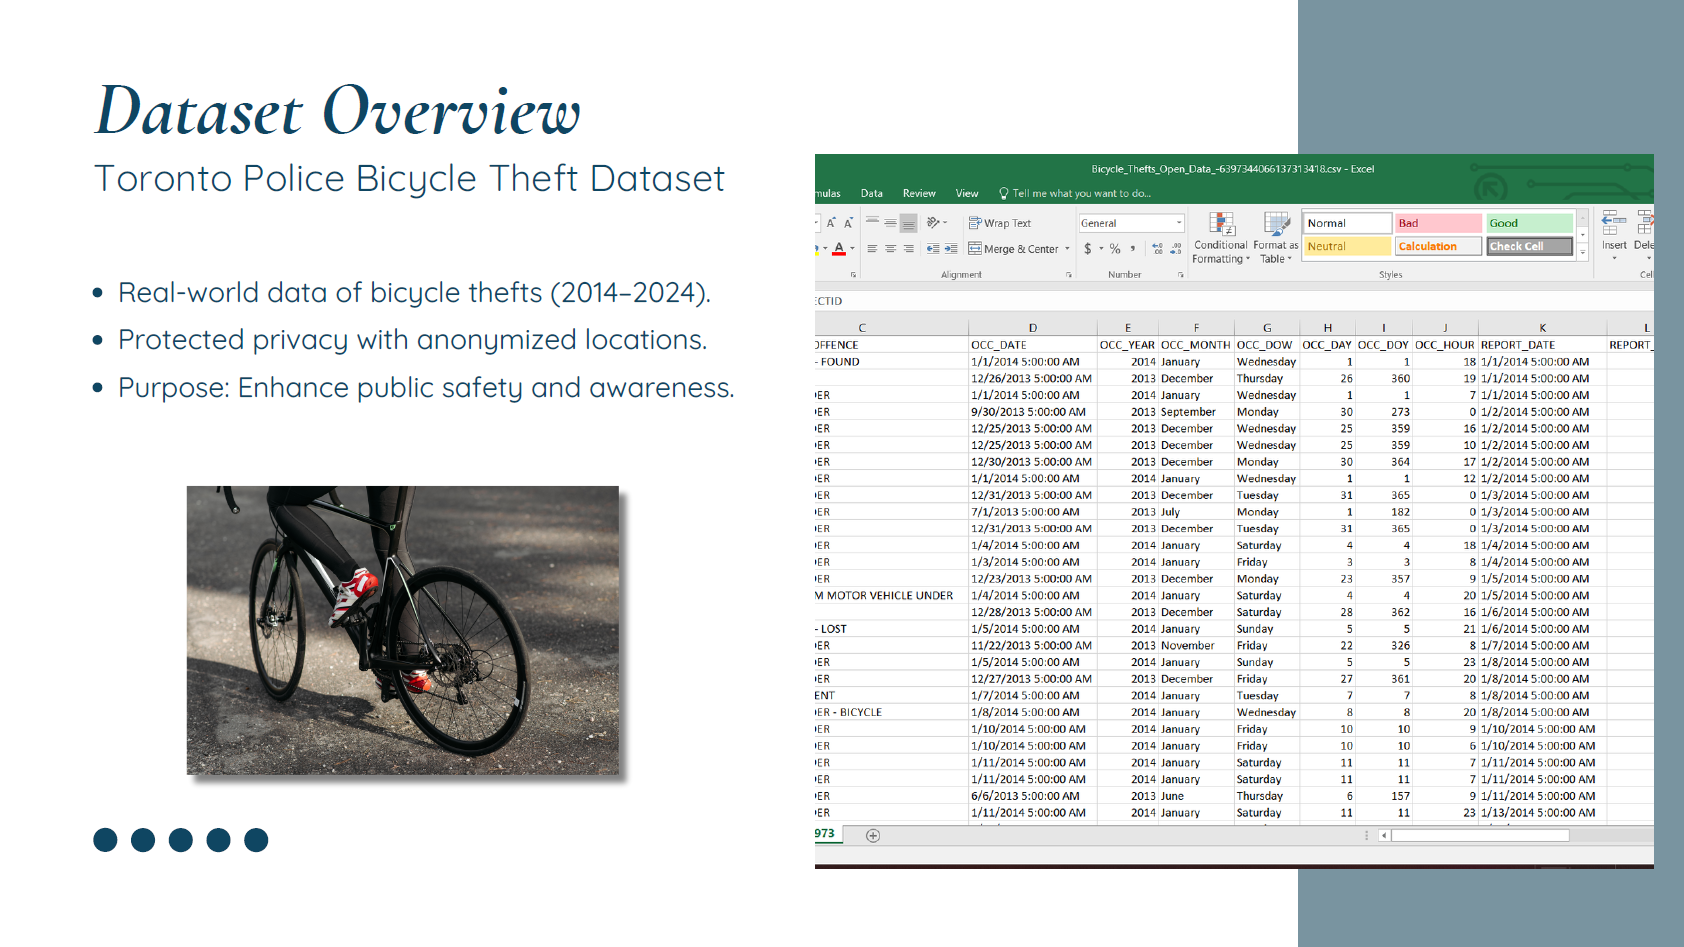 Dataset Overview
Toronto Police Bicycle Theft Dataset
• Real-world data of bicycle thefts (2014–2024).
• Protected privacy with anonymized locations.
• Purpose: Enhance public safety and awareness.
Bicycle_Thefts_Open_Data_-6397344066137313418.csv - Excel
mulas Data Review View Tell me what you want to do...
Wrap Text General Normal Bad Good
Merge & Center $ % , Conditional Formatting Format as Table Neutral Calculation Check Cell Insert Dele
Alignment Number Styles Cel
ECTID
C D E F G H I J K L
OFFENCE OCC_DATE OCC_YEAR OCC_MONTH OCC_DOW OCC_DAY OCC_DOY OCC_HOUR REPORT_DATE REPORT_
- FOUND 1/1/2014 5:00:00 AM 2014 January Wednesday 1 1 18 1/1/2014 5:00:00 AM
12/26/2013 5:00:00 AM 2013 December Thursday 26 360 19 1/1/2014 5:00:00 AM
DER 1/1/2014 5:00:00 AM 2014 January Wednesday 1 1 7 1/1/2014 5:00:00 AM
DER 9/30/2013 5:00:00 AM 2013 September Monday 30 273 0 1/2/2014 5:00:00 AM
DER 12/25/2013 5:00:00 AM 2013 December Wednesday 25 359 16 1/2/2014 5:00:00 AM
DER 12/25/2013 5:00:00 AM 2013 December Wednesday 25 359 10 1/2/2014 5:00:00 AM
DER 12/30/2013 5:00:00 AM 2013 December Monday 30 364 17 1/2/2014 5:00:00 AM
DER 1/1/2014 5:00:00 AM 2014 January Wednesday 1 1 12 1/2/2014 5:00:00 AM
DER 12/31/2013 5:00:00 AM 2013 December Tuesday 31 365 0 1/3/2014 5:00:00 AM
DER 7/1/2013 5:00:00 AM 2013 July Monday 1 182 0 1/3/2014 5:00:00 AM
DER 12/31/2013 5:00:00 AM 2013 December Tuesday 31 365 0 1/3/2014 5:00:00 AM
DER 1/4/2014 5:00:00 AM 2014 January Saturday 4 4 18 1/4/2014 5:00:00 AM
DER 1/3/2014 5:00:00 AM 2014 January Friday 3 3 8 1/4/2014 5:00:00 AM
DER 12/23/2013 5:00:00 AM 2013 December Monday 23 357 9 1/5/2014 5:00:00 AM
M MOTOR VEHICLE UNDER 1/4/2014 5:00:00 AM 2014 January Saturday 4 4 20 1/5/2014 5:00:00 AM
12/28/2013 5:00:00 AM 2013 December Saturday 28 362 16 1/6/2014 5:00:00 AM
- LOST 1/5/2014 5:00:00 AM 2014 January Sunday 5 5 21 1/6/2014 5:00:00 AM
DER 11/22/2013 5:00:00 AM 2013 November Friday 22 326 8 1/7/2014 5:00:00 AM
DER 1/5/2014 5:00:00 AM 2014 January Sunday 5 5 23 1/8/2014 5:00:00 AM
DER 12/27/2013 5:00:00 AM 2013 December Friday 27 361 20 1/8/2014 5:00:00 AM
ENT 1/7/2014 5:00:00 AM 2014 January Tuesday 7 7 8 1/8/2014 5:00:00 AM
DER - BICYCLE 1/8/2014 5:00:00 AM 2014 January Wednesday 8 8 20 1/8/2014 5:00:00 AM
DER 1/10/2014 5:00:00 AM 2014 January Friday 10 10 9 1/10/2014 5:00:00 AM
DER 1/10/2014 5:00:00 AM 2014 January Friday 10 10 6 1/10/2014 5:00:00 AM
DER 1/11/2014 5:00:00 AM 2014 January Saturday 11 11 7 1/11/2014 5:00:00 AM
DER 1/11/2014 5:00:00 AM 2014 January Saturday 11 11 7 1/11/2014 5:00:00 AM
DER 6/6/2013 5:00:00 AM 2013 June Thursday 6 157 9 1/11/2014 5:00:00 AM
DER 1/11/2014 5:00:00 AM 2014 January Saturday 11 11 23 1/13/2014 5:00:00 AM
973